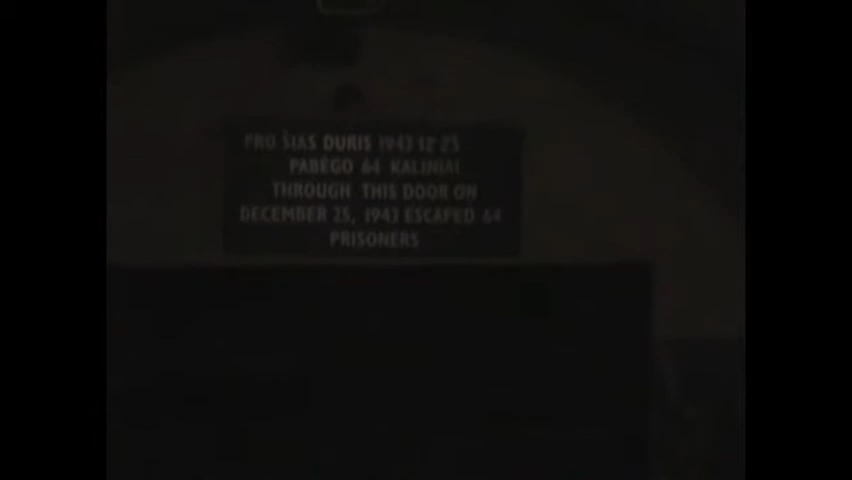 PRO ŠIAS DURIS 1943 12 25
PABĖGO 64 KALINIAI
THROUGH THIS DOOR ON
DECEMBER 25, 1943 ESCAPED 64
PRISONERS